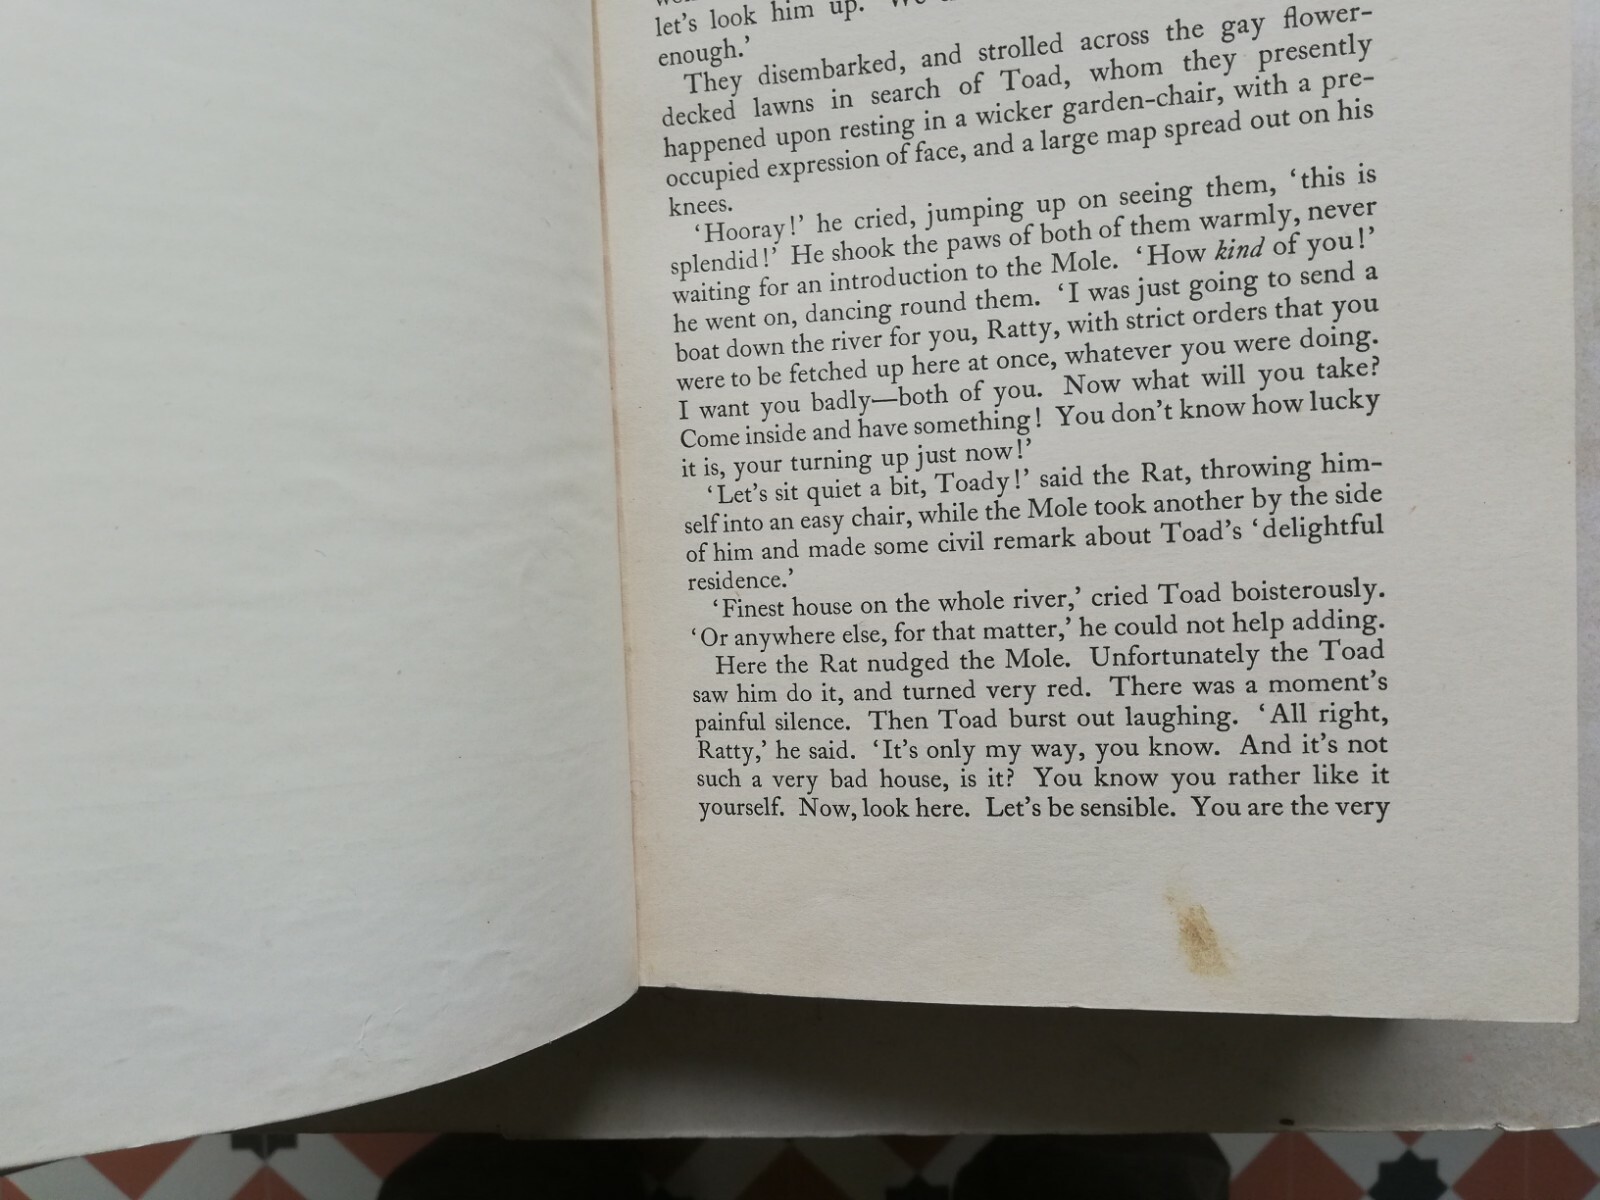 let's look him up.
enough.'
They disembarked, and strolled across the gay flower-
decked lawns in search of Toad, whom they presently
happened upon resting in a wicker garden-chair, with a pre-
occupied expression of face, and a large map spread out on his
knees.
'Hooray!' he cried, jumping up on seeing them, 'this is
splendid!' He shook the paws of both of them warmly, never
waiting for an introduction to the Mole. 'How kind of you!'
he went on, dancing round them. 'I was just going to send a
boat down the river for you, Ratty, with strict orders that you
were to be fetched up here at once, whatever you were doing.
I want you badly—both of you. Now what will you take?
Come inside and have something! You don't know how lucky
it is, your turning up just now!'
'Let's sit quiet a bit, Toady!' said the Rat, throwing him-
self into an easy chair, while the Mole took another by the side
of him and made some civil remark about Toad's 'delightful
residence.'
'Finest house on the whole river,' cried Toad boisterously.
'Or anywhere else, for that matter,' he could not help adding.
Here the Rat nudged the Mole. Unfortunately the Toad
saw him do it, and turned very red. There was a moment's
painful silence. Then Toad burst out laughing. 'All right,
Ratty,' he said. 'It's only my way, you know. And it's not
such a very bad house, is it? You know you rather like it
yourself. Now, look here. Let's be sensible. You are the very